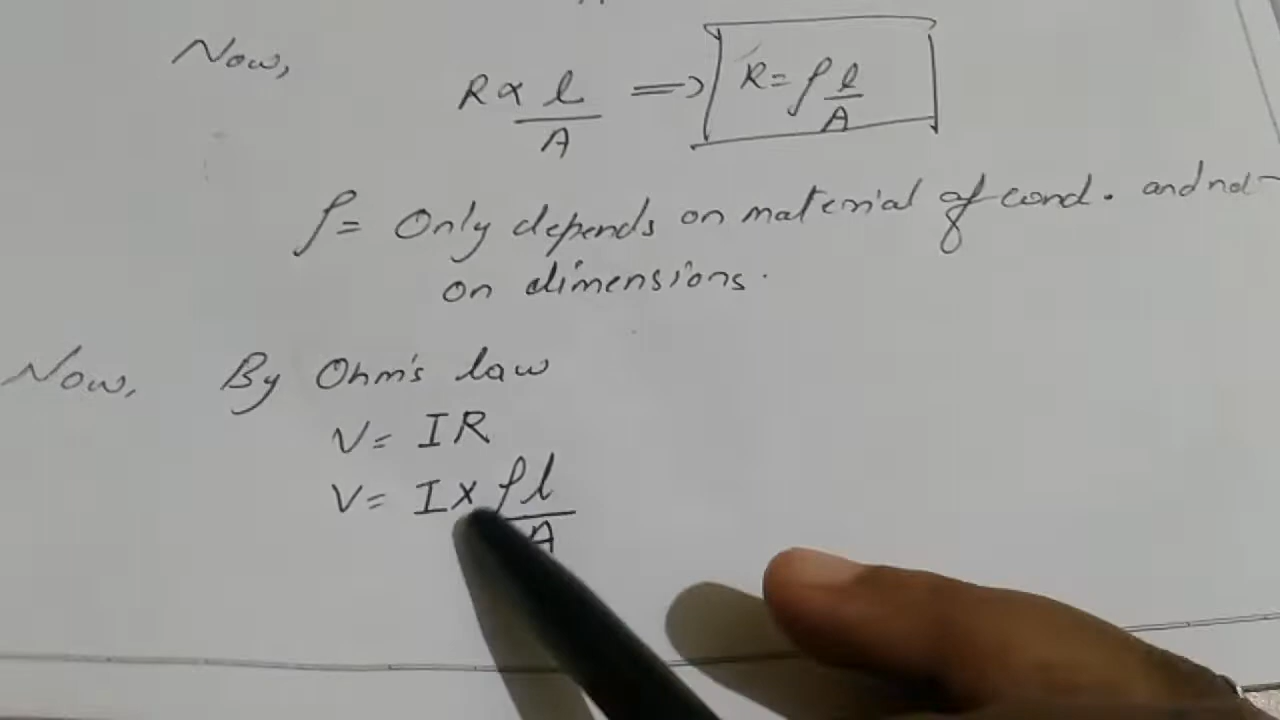 Now,
R ∝ l/A ⟹ R = ρ l/A
ρ = Only depends on material of cond. and not
on dimensions.
Now, By Ohm's law
V = IR
V = I × ρl/A